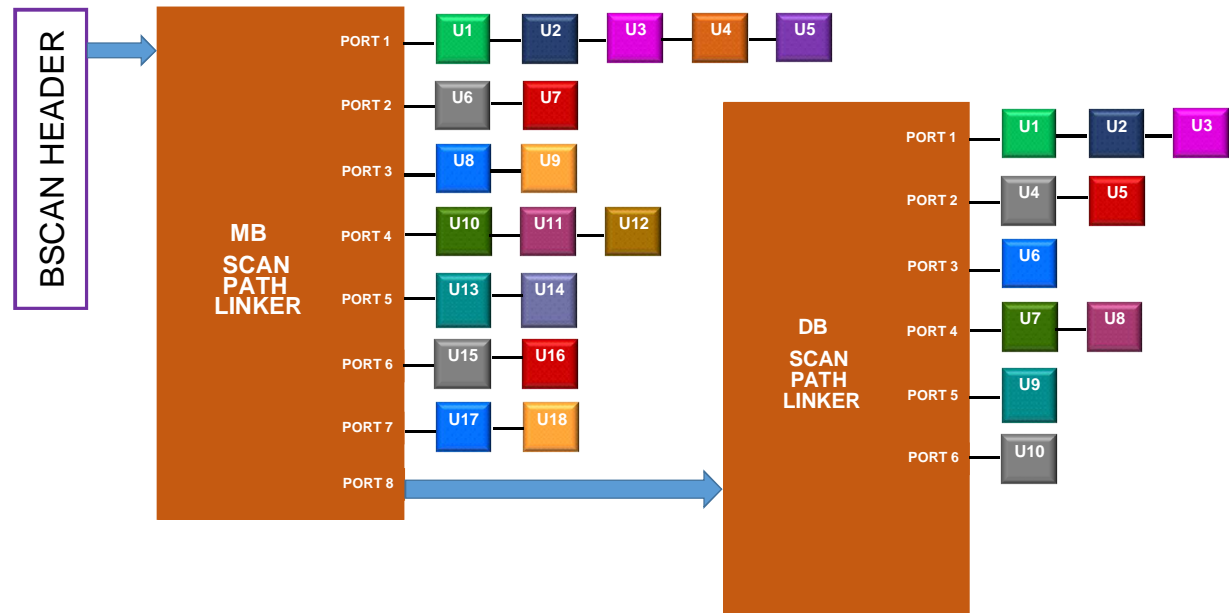 BSCAN HEADER
MB
SCAN
PATH
LINKER
PORT 1
U1 U2 U3 U4 U5
PORT 2
U6 U7
PORT 3
U8 U9
PORT 4
U10 U11 U12
PORT 5
U13 U14
PORT 6
U15 U16
PORT 7
U17 U18
PORT 8
DB
SCAN
PATH
LINKER
PORT 1
U1 U2 U3
PORT 2
U4 U5
PORT 3
U6
PORT 4
U7 U8
PORT 5
U9
PORT 6
U10